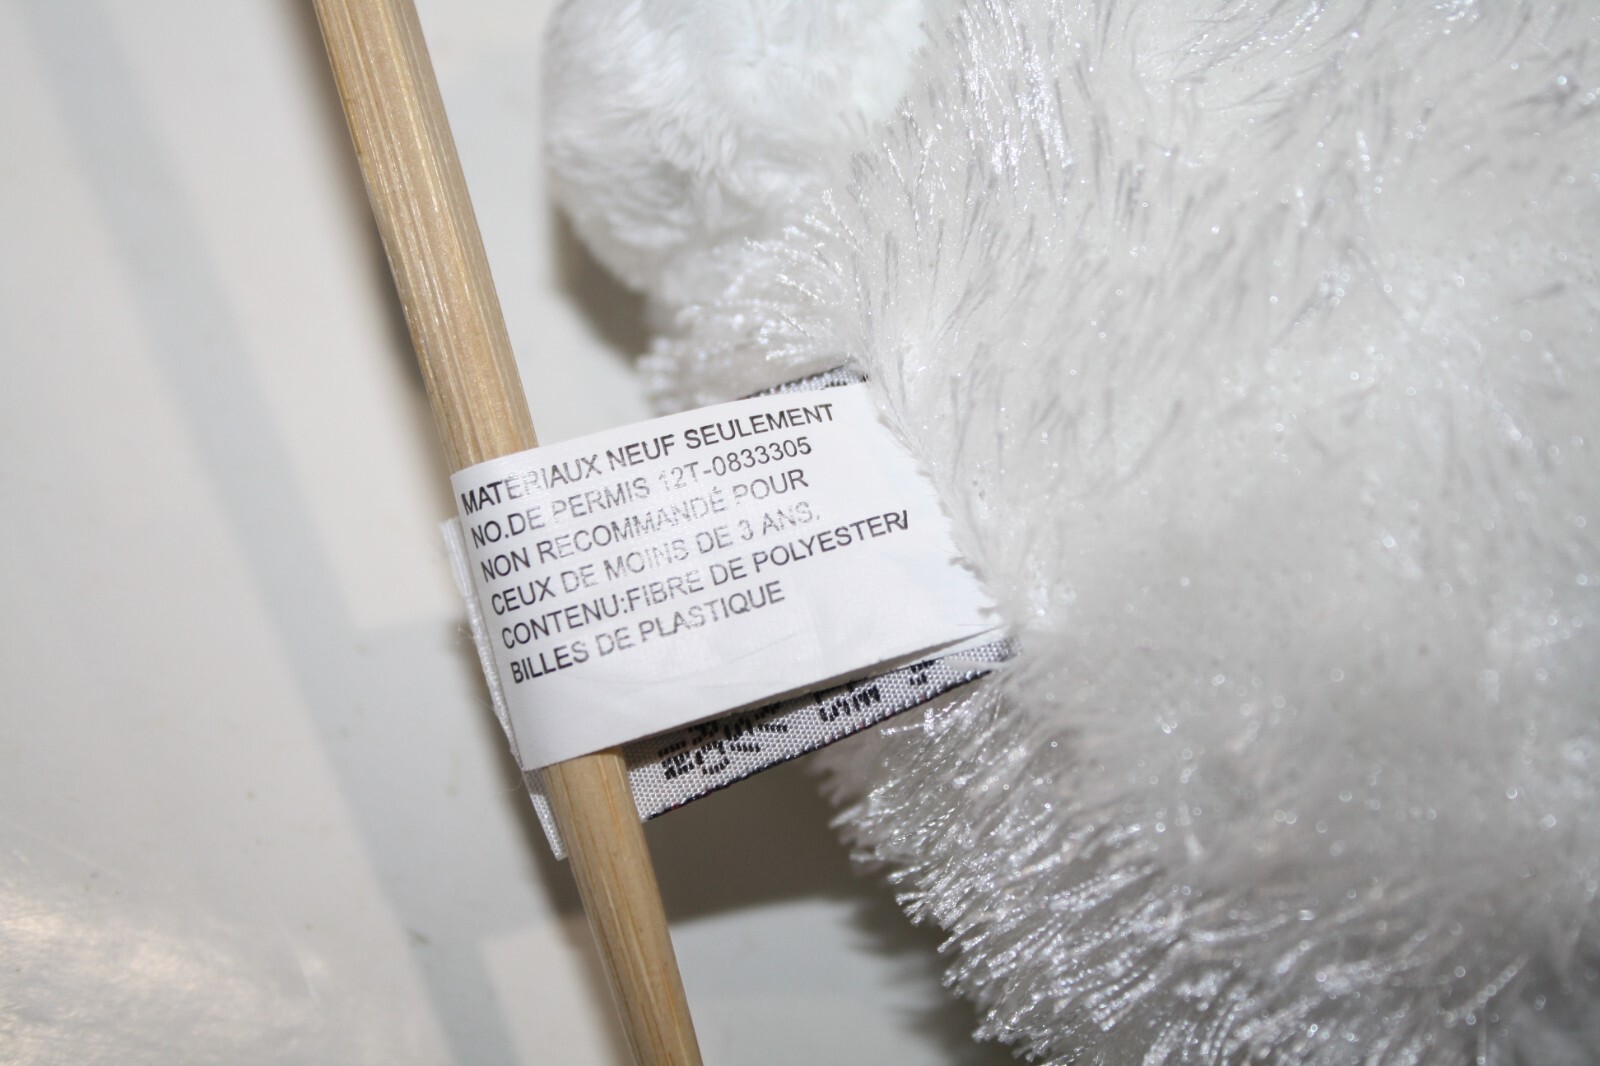 MATÉRIAUX NEUF SEULEMENT
NO.DE PERMIS 12T-0833305
NON RECOMMANDÉ POUR
CEUX DE MOINS DE 3 ANS.
CONTENU:FIBRE DE POLYESTER/
BILLES DE PLASTIQUE